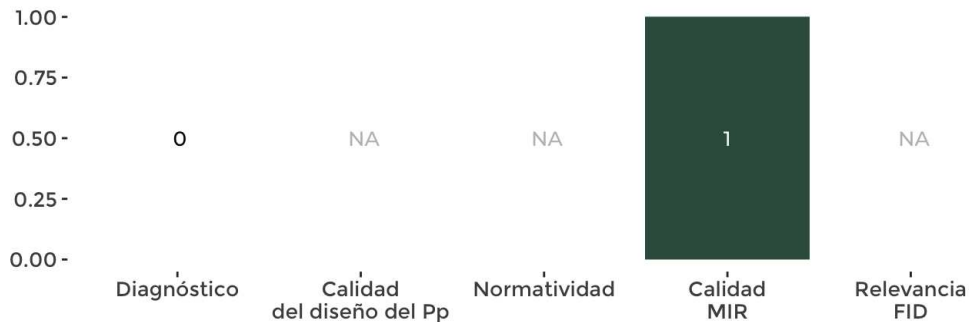 1.00
0.75
0.50
0.25
0.00
0
NA
NA
1
NA
Diagnóstico
Calidad
del diseño del Pp
Normatividad
Calidad
MIR
Relevancia
FID